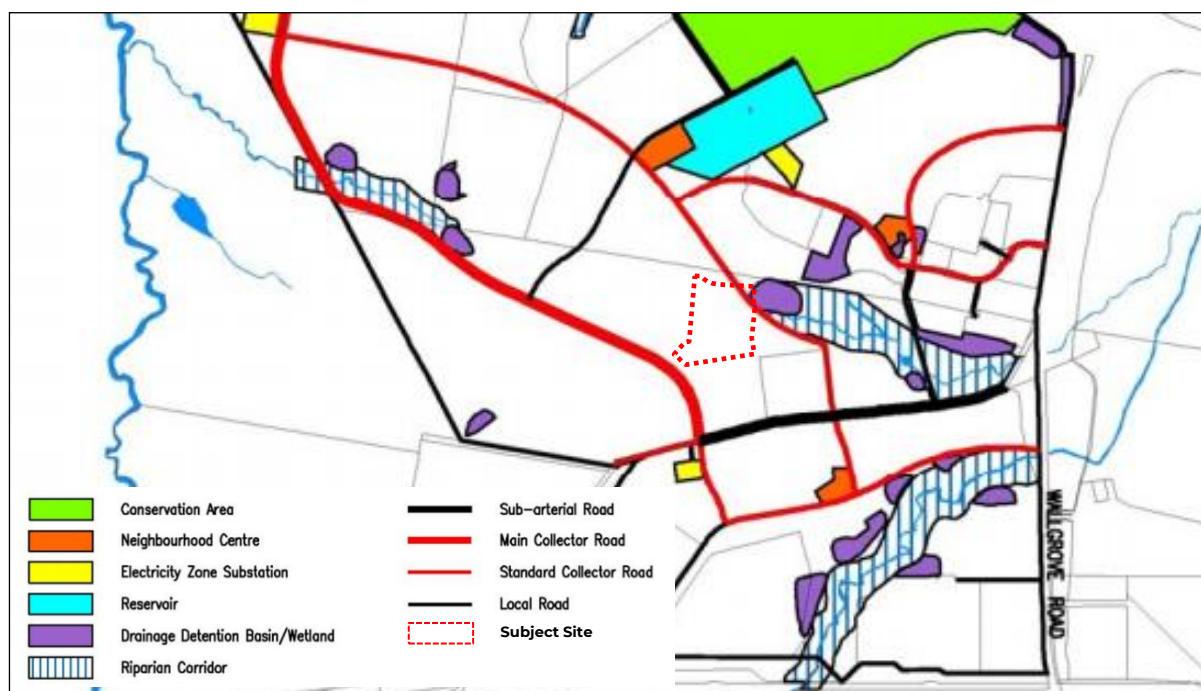 Conservation Area
Neighbourhood Centre
Electricity Zone Substation
Reservair
Drainage Detention Basin/Wetland
Riparian Corridor
Sub-arterial Road
Main Collector Road
Standard Collector Road
Local Road
Subject Site
WALLGROVE ROAD